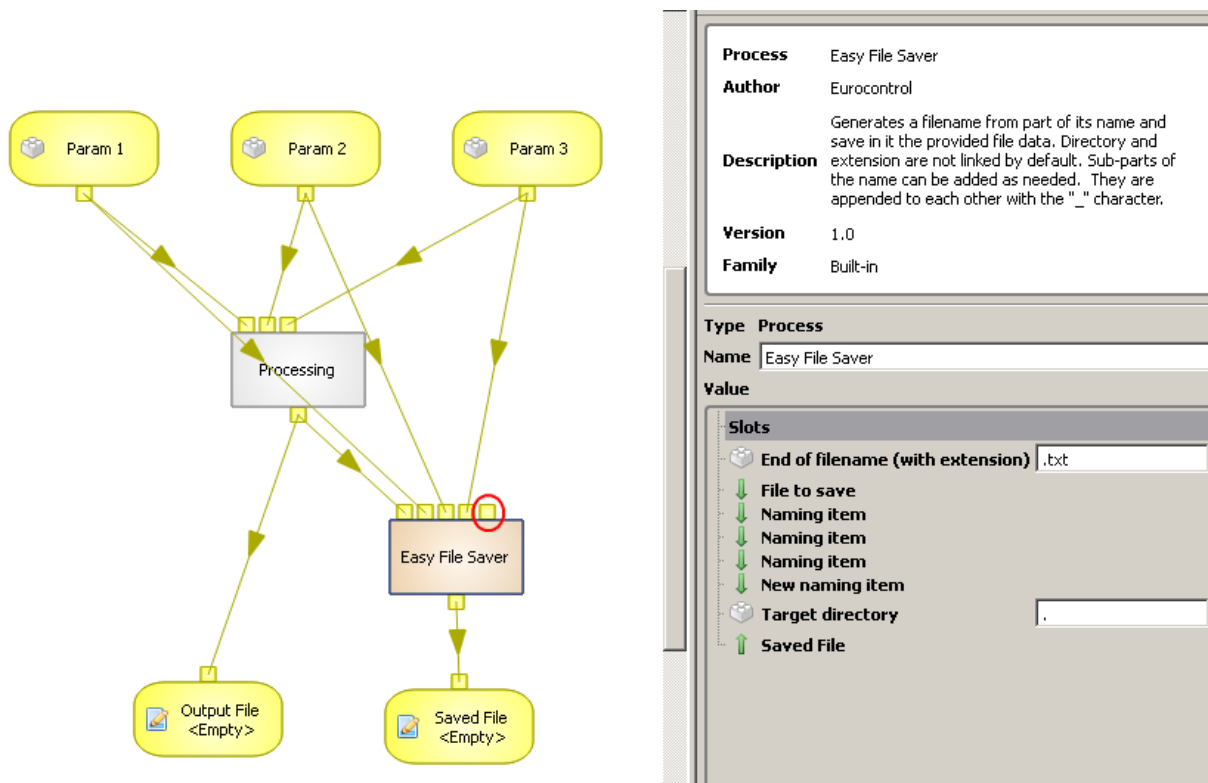 Param 1
Param 2
Param 3
Processing
Easy File Saver
Output File
<Empty>
Saved File
<Empty>
Process Easy File Saver
Author Eurocontrol
Description Generates a filename from part of its name and
save in it the provided file data. Directory and
extension are not linked by default. Sub-parts of
the name can be added as needed.  They are
appended to each other with the "_" character.
Version 1.0
Family Built-in
Type Process
Name Easy File Saver
Value
Slots
End of filename (with extension) .txt
File to save
Naming item
Naming item
Naming item
New naming item
Target directory .
Saved File